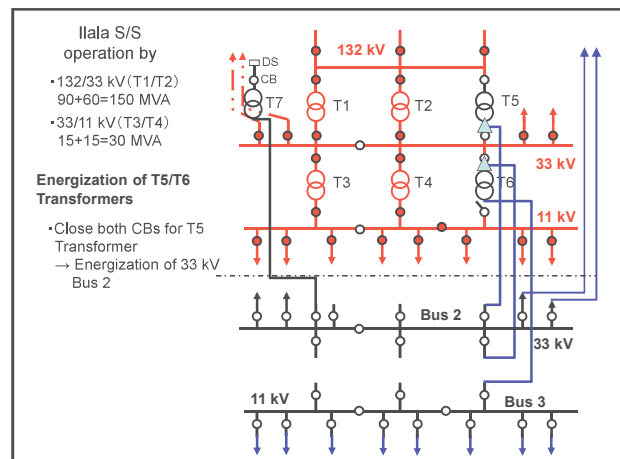 Ilala S/S
operation by
・132/33 kV(T1/T2)
90+60=150 MVA
・33/11 kV(T3/T4)
15+15=30 MVA
Energization of T5/T6
Transformers
・Close both CBs for T5
Transformer
→ Energization of 33 kV
Bus 2
DS
CB
T7
132 kV
T1
T2
T5
33 kV
T3
T4
T6
11 kV
Bus 2
33 kV
11 kV
Bus 3